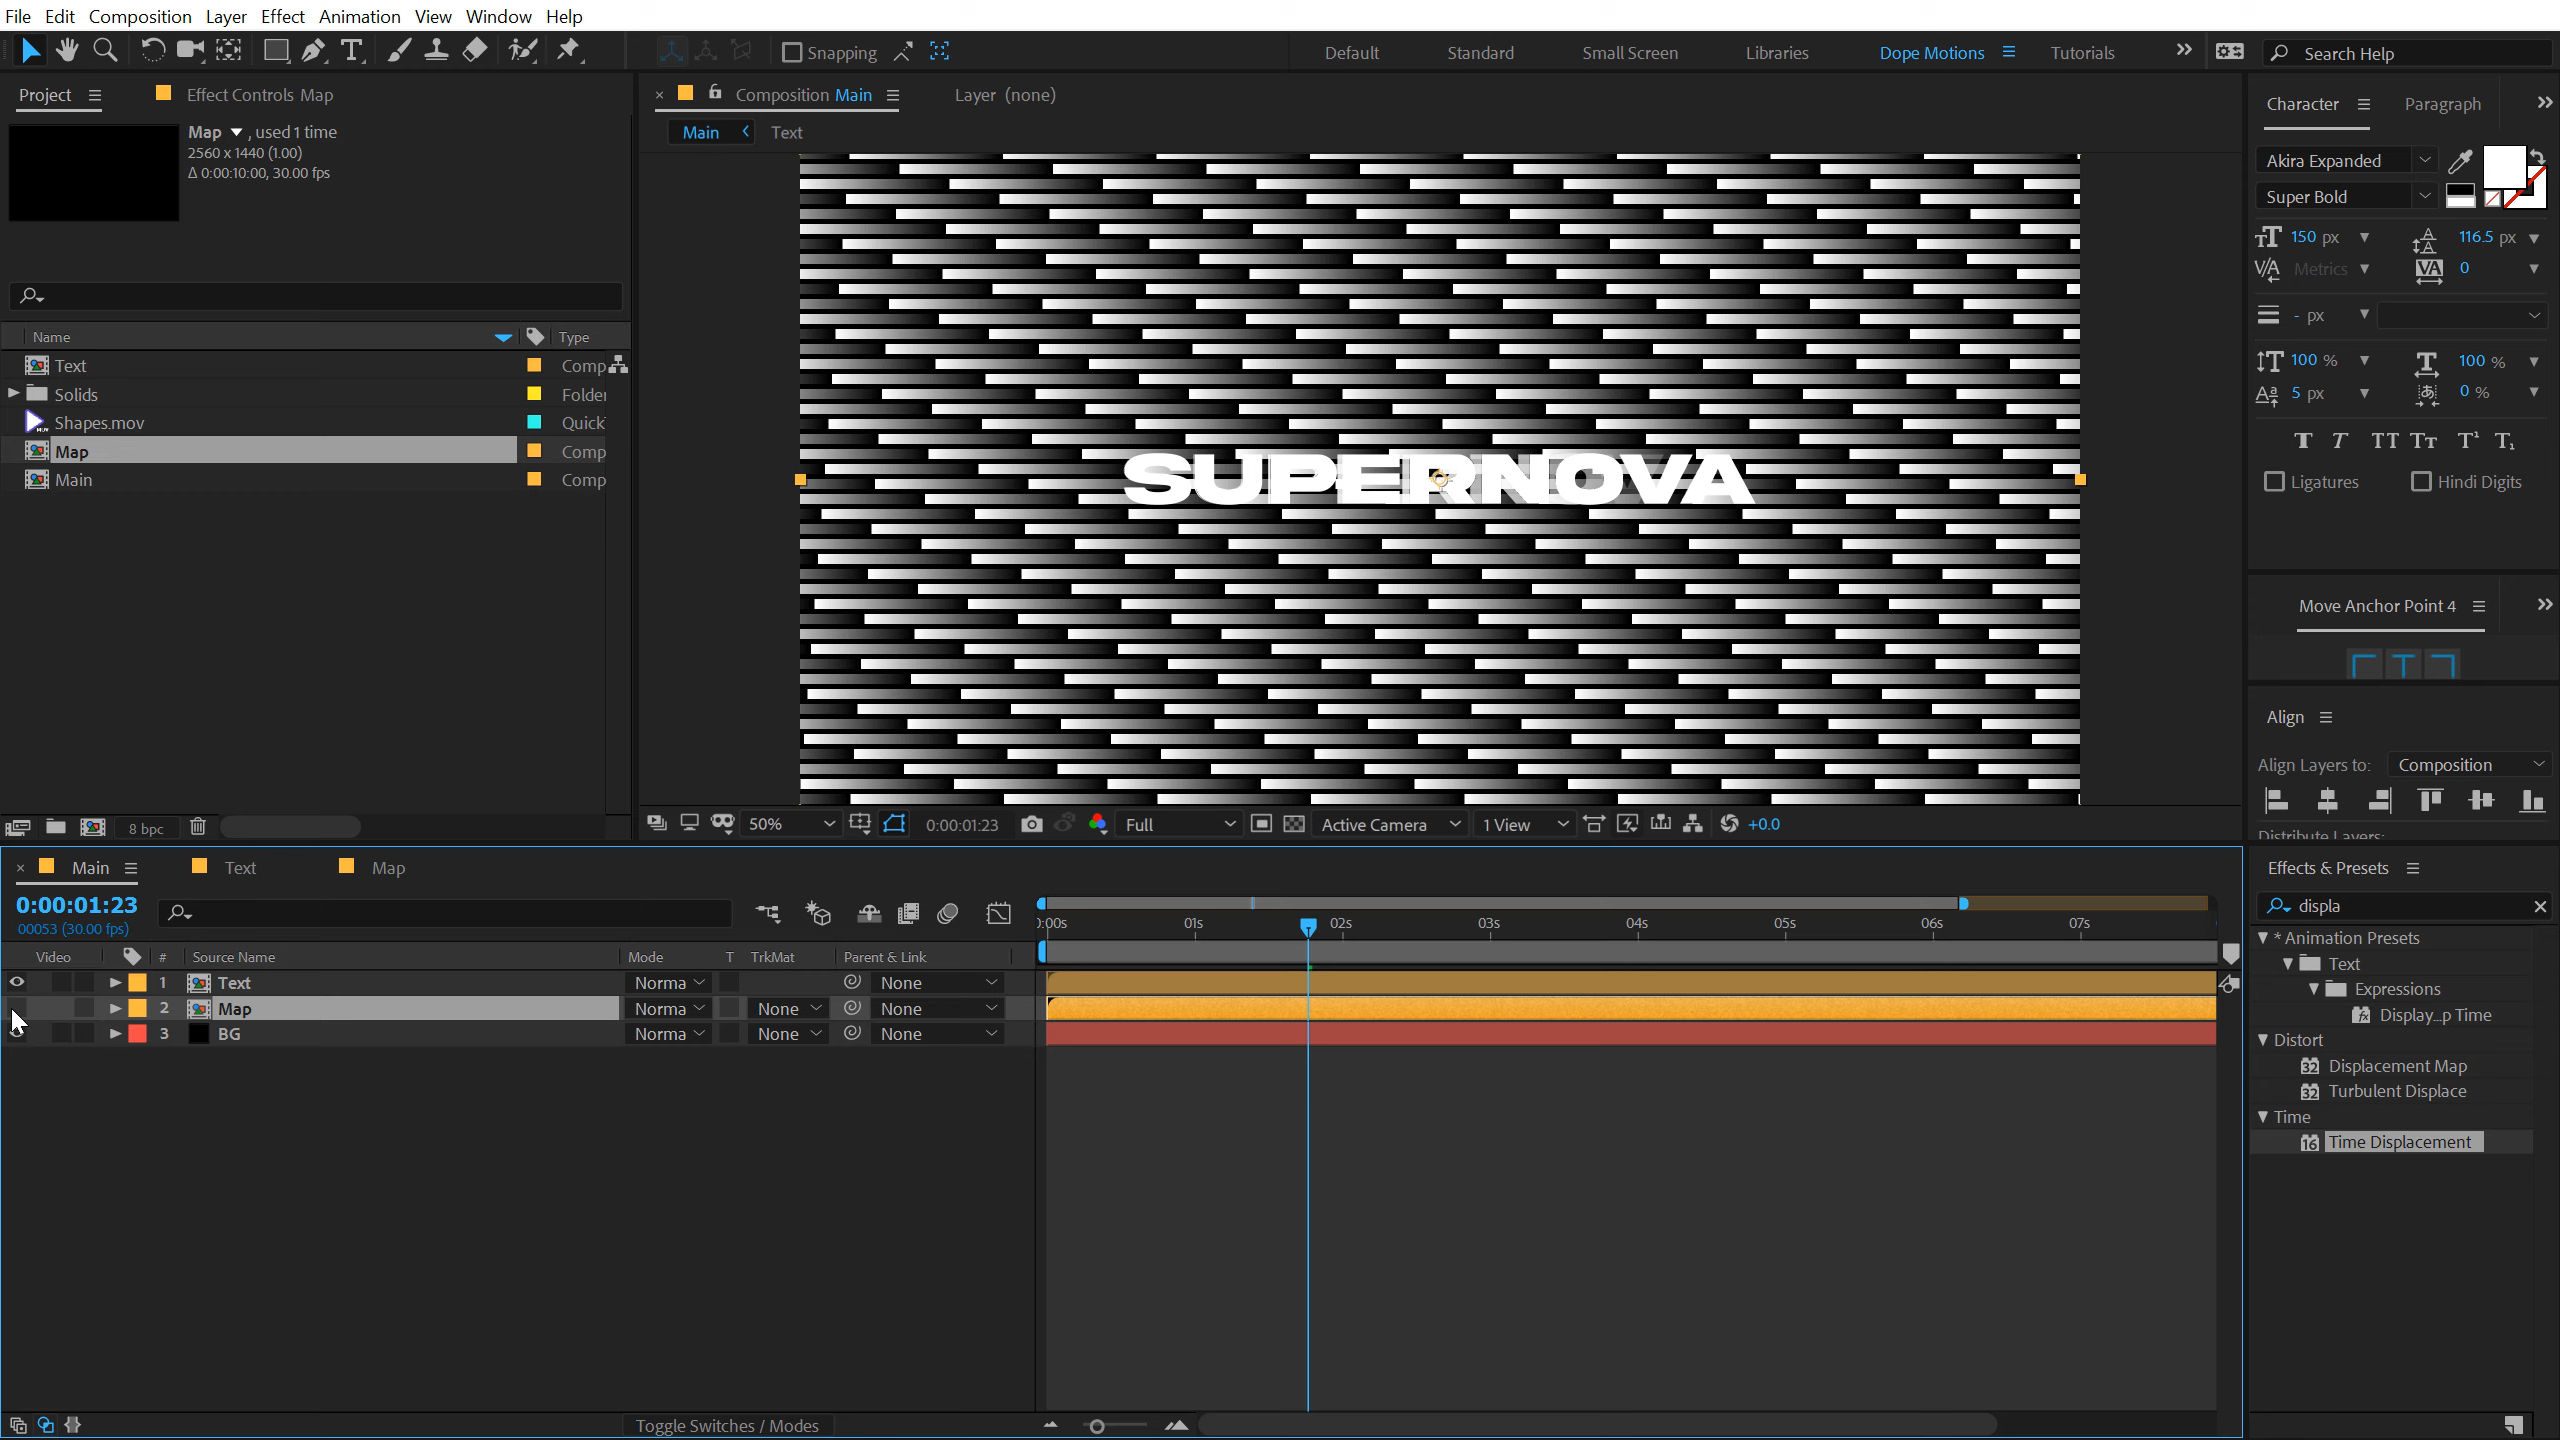 File Edit Composition Layer Effect Animation View Window Help
Snapping Default Standard Small Screen Libraries Dope Motions Tutorials Search Help
Project Effect Controls Map
Composition Main Layer (none)
Main Text
Map , used 1 time
2560 x 1440 (1.00)
Δ 0:00:10:00, 30.00 fps
Name Type
Text Comp
Solids Folder
Shapes.mov Quick
Map Comp
Main Comp
8 bpc
SUPERNOVA
50% 0:00:01:23 Full Active Camera 1 View +0.0
Character Paragraph
Akira Expanded
Super Bold
150 px 116.5 px
Metrics 0
- px
100 % 100 %
5 px 0 %
Ligatures Hindi Digits
Move Anchor Point 4
Align
Align Layers to: Composition
Distribute Layers:
Main Text Map
0:00:01:23
00053 (30.00 fps)
:00s 01s 02s 03s 04s 05s 06s 07s
Video # Source Name Mode T TrkMat Parent & Link
1 Text Norma None
2 Map Norma None None
3 BG Norma None None
Toggle Switches / Modes
Effects & Presets
displa
* Animation Presets
Text
Expressions
Display...p Time
Distort
32 Displacement Map
32 Turbulent Displace
Time
16 Time Displacement